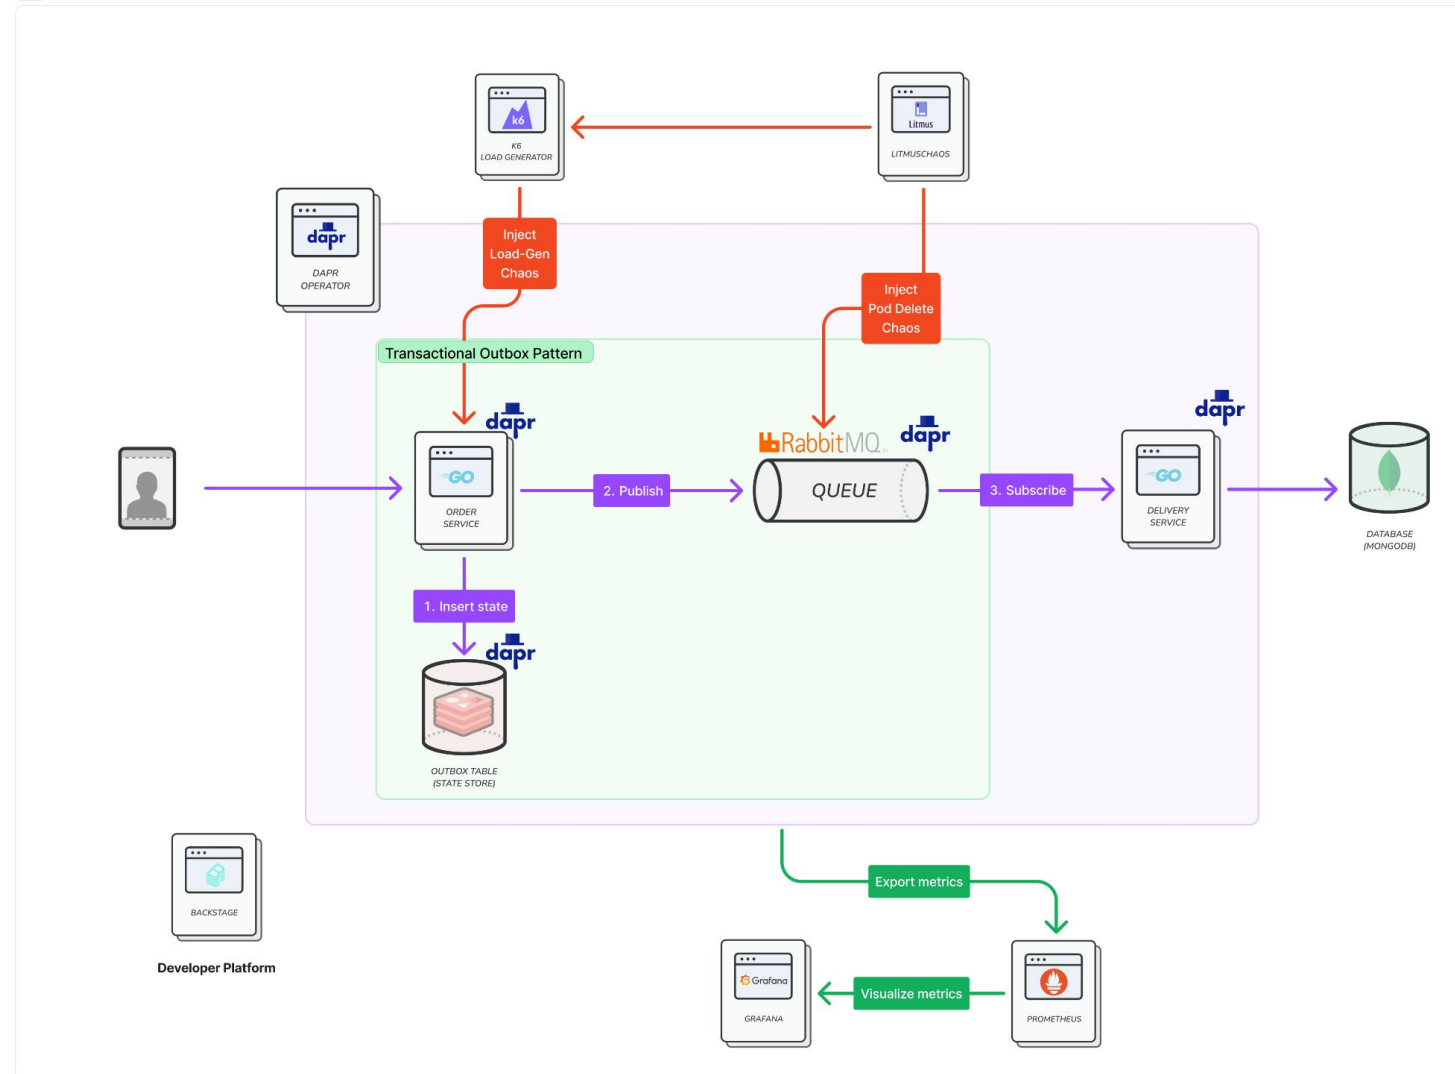 k6
K6
LOAD GENERATOR
Litmus
LITMUSCHAOS
dapr
DAPR
OPERATOR
Inject
Load-Gen
Chaos
Inject
Pod Delete
Chaos
Transactional Outbox Pattern
dapr
GO
ORDER
SERVICE
2. Publish
RabbitMQ
dapr
QUEUE
3. Subscribe
dapr
GO
DELIVERY
SERVICE
DATABASE
(MONGODB)
1. Insert state
dapr
OUTBOX TABLE
(STATE STORE)
BACKSTAGE
Developer Platform
Export metrics
Grafana
GRAFANA
Visualize metrics
PROMETHEUS